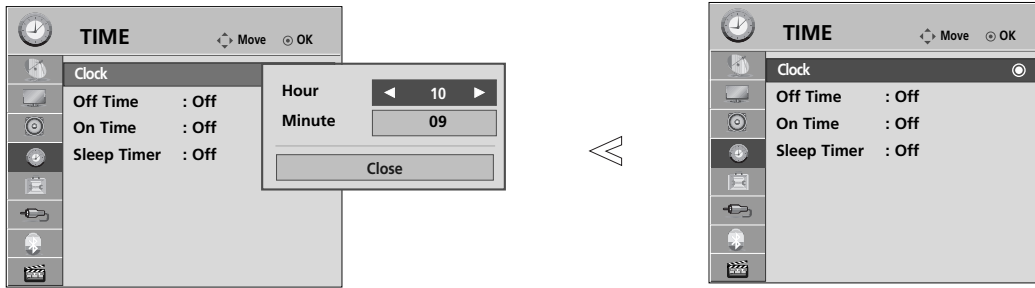 TIME Move OK
Clock
Off Time : Off
On Time : Off
Sleep Timer : Off
Hour 10
Minute 09
Close
TIME Move OK
Clock
Off Time : Off
On Time : Off
Sleep Timer : Off